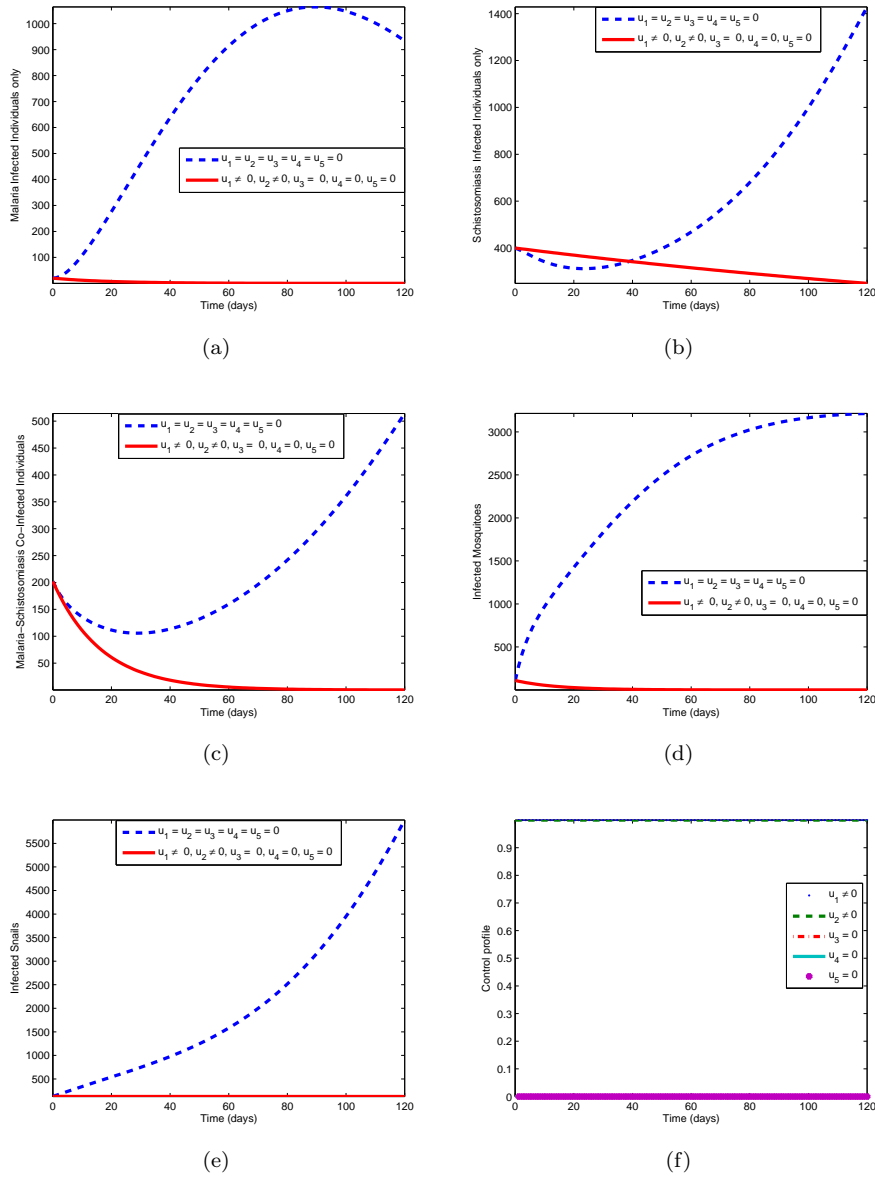 1000
900
800
700
600
500
400
300
200
100
0 20 40 60 80 100 120
Time (days)
Malaria Infected Individuals only
u1 = u2 = u3 = u4 = u5 = 0
u1 ≠ 0, u2 ≠ 0, u3 = 0, u4 = 0, u5 = 0
(a)
1400
1200
1000
800
600
400
0 20 40 60 80 100 120
Time (days)
Schistosomiasis Infected Individuals only
u1 = u2 = u3 = u4 = u5 = 0
u1 ≠ 0, u2 ≠ 0, u3 = 0, u4 = 0, u5 = 0
(b)
500
450
400
350
300
250
200
150
100
50
0 20 40 60 80 100 120
Time (days)
Malaria−Schistosomiasis Co−Infected Individuals
u1 = u2 = u3 = u4 = u5 = 0
u1 ≠ 0, u2 ≠ 0, u3 = 0, u4 = 0, u5 = 0
(c)
3000
2500
2000
1500
1000
500
0 20 40 60 80 100 120
Time (days)
Infected Mosquitoes
u1 = u2 = u3 = u4 = u5 = 0
u1 ≠ 0, u2 ≠ 0, u3 = 0, u4 = 0, u5 = 0
(d)
5500
5000
4500
4000
3500
3000
2500
2000
1500
1000
500
0 20 40 60 80 100 120
Time (days)
Infected Snails
u1 = u2 = u3 = u4 = u5 = 0
u1 ≠ 0, u2 ≠ 0, u3 = 0, u4 = 0, u5 = 0
(e)
0.9
0.8
0.7
0.6
0.5
0.4
0.3
0.2
0.1
0
0 20 40 60 80 100 120
Time (days)
Control profile
u1 ≠ 0
u2 ≠ 0
u3 = 0
u4 = 0
u5 = 0
(f)